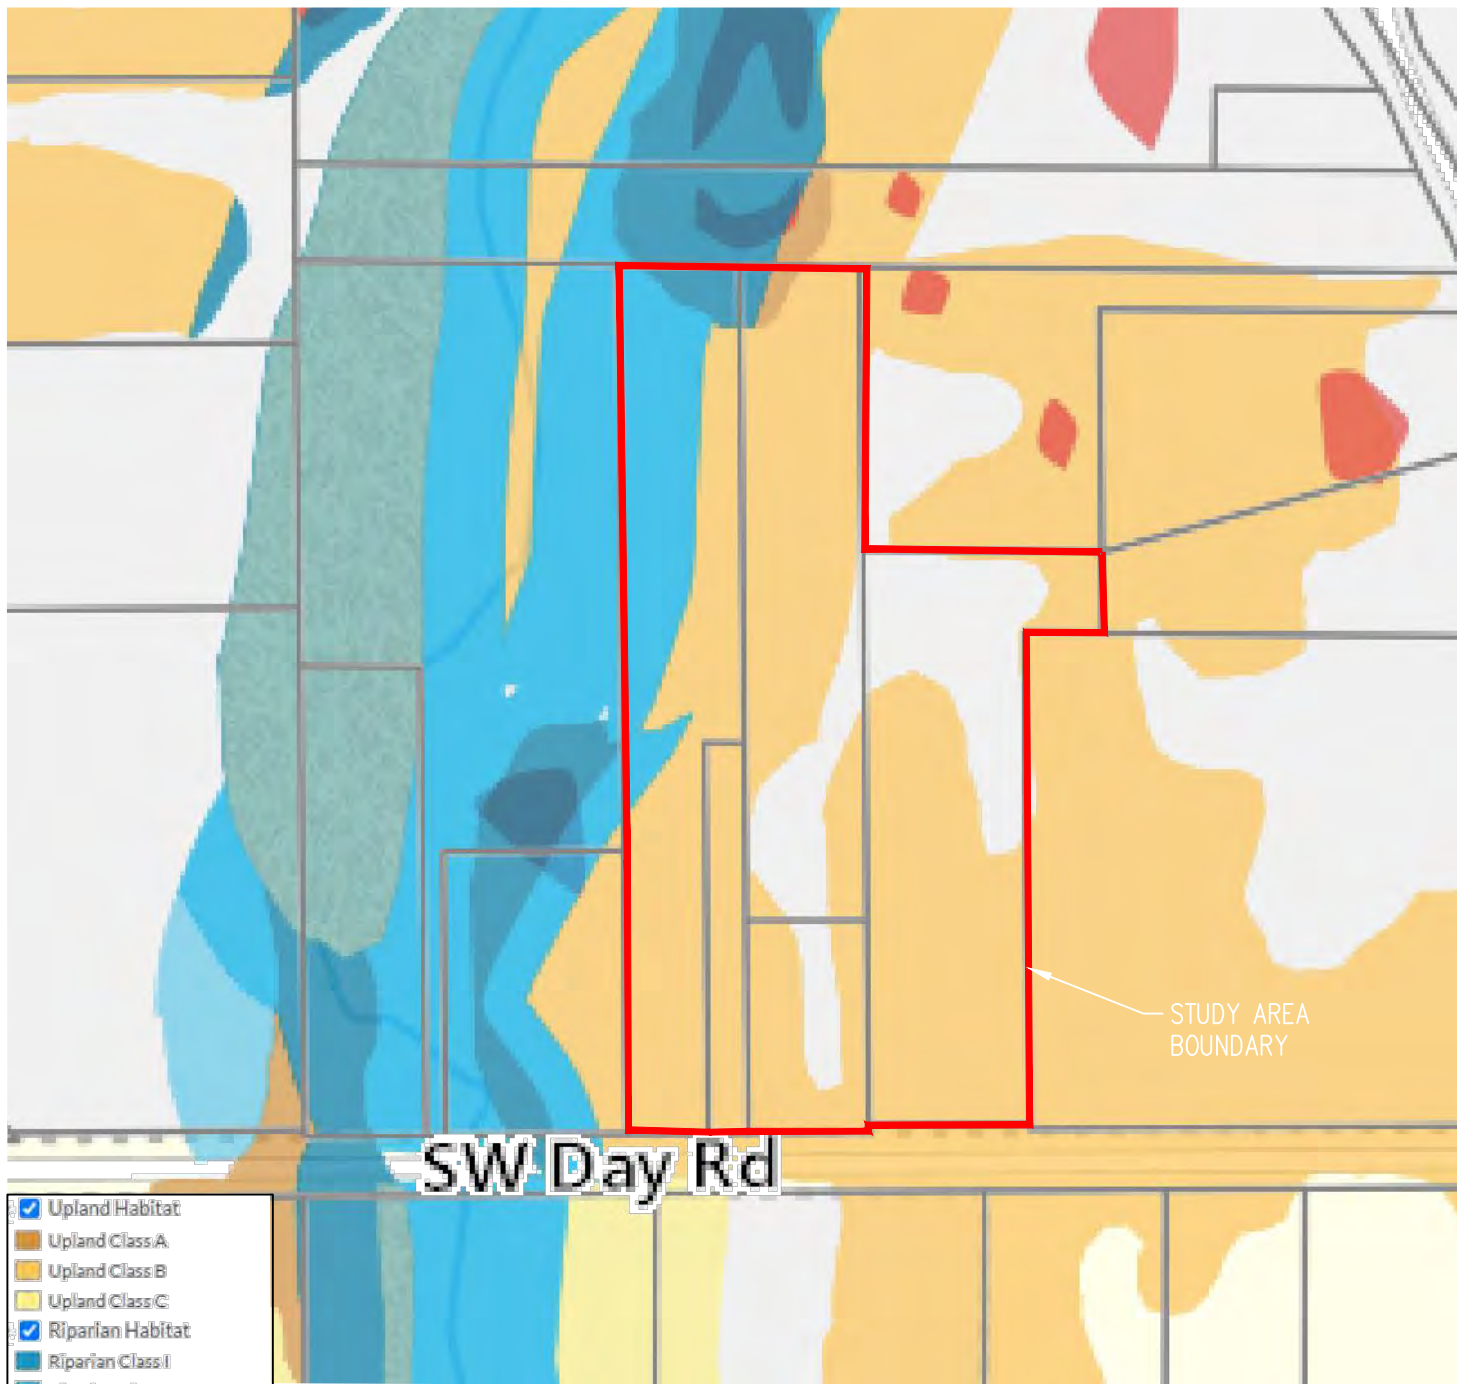 STUDY AREA
BOUNDARY
SW Day Rd
Upland Habitat
Upland Class A
Upland Class B
Upland Class C
Riparian Habitat
Riparian Class I